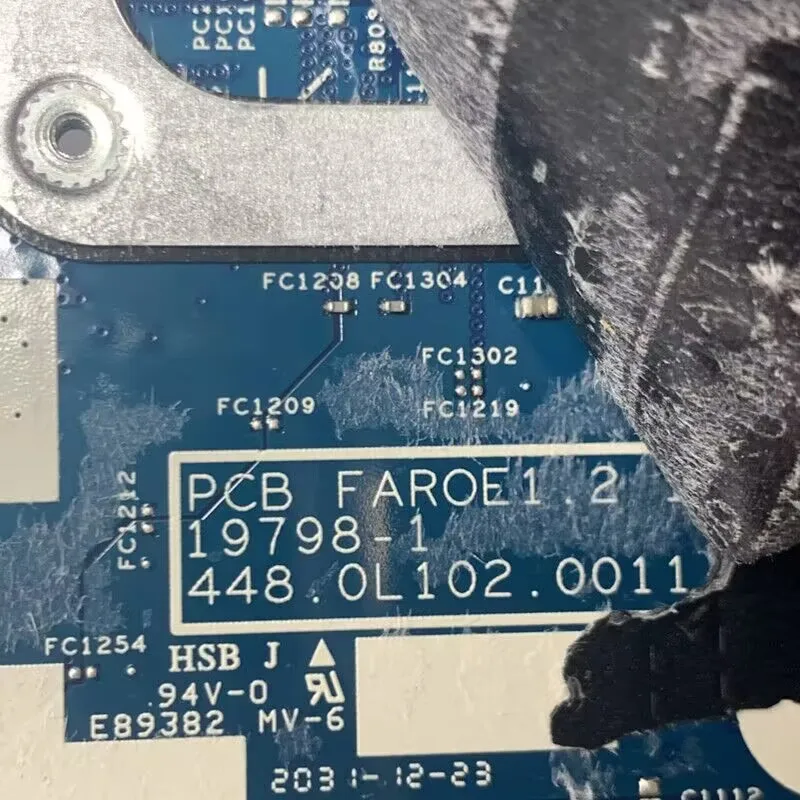 FC1208 FC1304
FC1302
FC1209
FC1219
PCB FAROE1.2
FC1212
19798-1
448.0L102.0011
FC1254
HSB J
94V-0
E89382 MV-6
2031-12-23
C1112